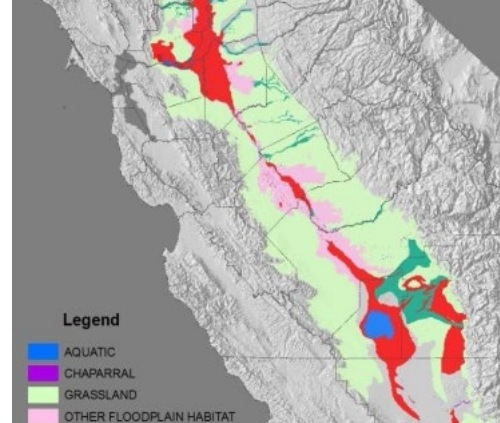 Legend
AQUATIC
CHAPARRAL
GRASSLAND
OTHER FLOODPLAIN HABITAT